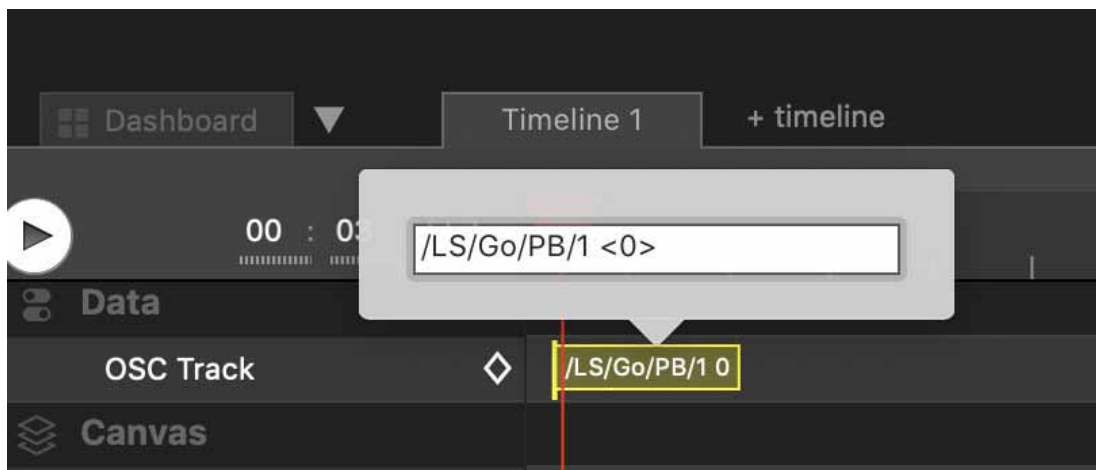 Dashboard Timeline 1 + timeline
00 : 03
/LS/Go/PB/1 <0>
Data
OSC Track /LS/Go/PB/1 0
Canvas